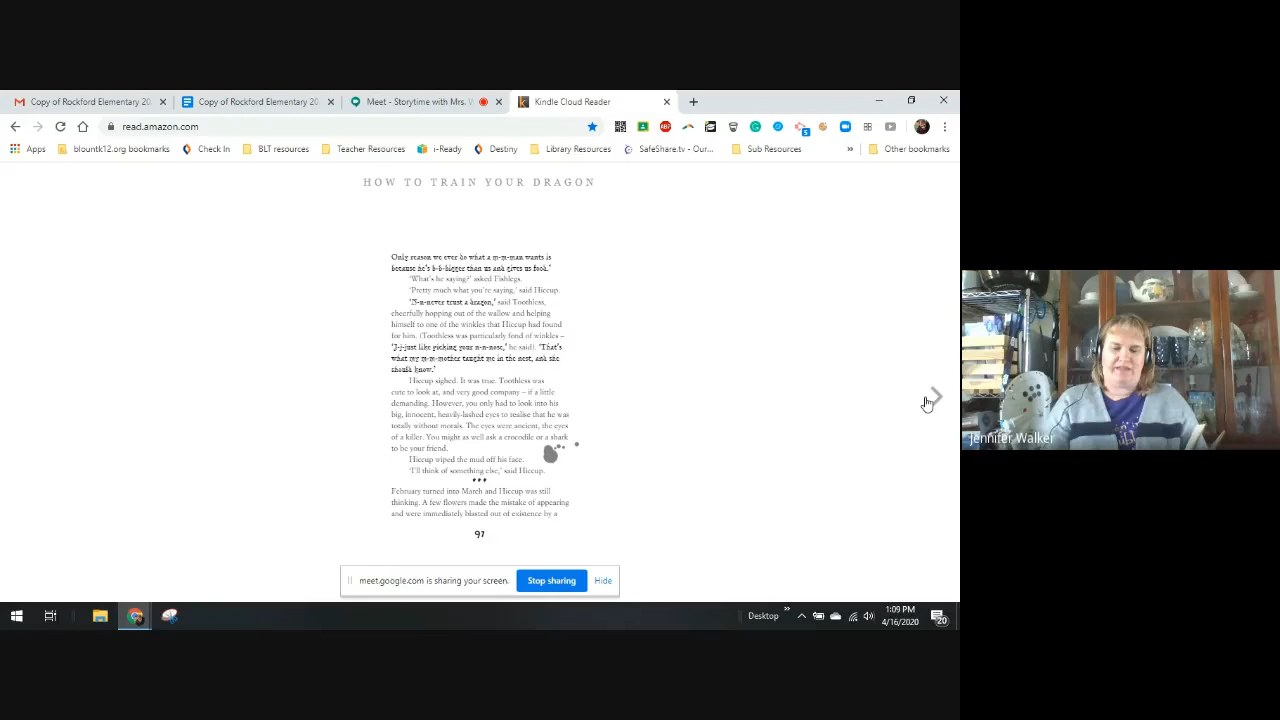 Copy of Rockford Elementary 20
Copy of Rockford Elementary 20
Meet - Storytime with Mrs. W
Kindle Cloud Reader
read.amazon.com
ABP
5
Apps
blountk12.org bookmarks
Check In
BLT resources
Teacher Resources
i-Ready
Destiny
Library Resources
SafeShare.tv - Our...
Sub Resources
»
Other bookmarks
HOW TO TRAIN YOUR DRAGON
Only reason we ever do what a m-m-man wants is
because he's b-b-bigger than us and gives us food.'
'What's he saying?' asked Fishlegs.
'Pretty much what you're saying,' said Hiccup.
'N-n-never trust a dragon,' said Toothless,
cheerfully hopping out of the wallow and helping
himself to one of the winkles that Hiccup had found
for him. (Toothless was particularly fond of winkles –
'J-j-just like picking your n-n-nose,' he said). 'That's
what my m-m-mother taught me in the nest, and she
should know.'
Hiccup sighed. It was true. Toothless was
cute to look at, and very good company – if a little
demanding. However, you only had to look into his
big, innocent, heavily-lashed eyes to realise that he was
totally without morals. The eyes were ancient, the eyes
of a killer. You might as well ask a crocodile or a shark
to be your friend.
Hiccup wiped the mud off his face.
'I'll think of something else,' said Hiccup.
February turned into March and Hiccup was still
thinking. A few flowers made the mistake of appearing
and were immediately blasted out of existence by a
97
meet.google.com is sharing your screen.
Stop sharing
Hide
Desktop
»
1:09 PM
4/16/2020
20
Jennifer Walker